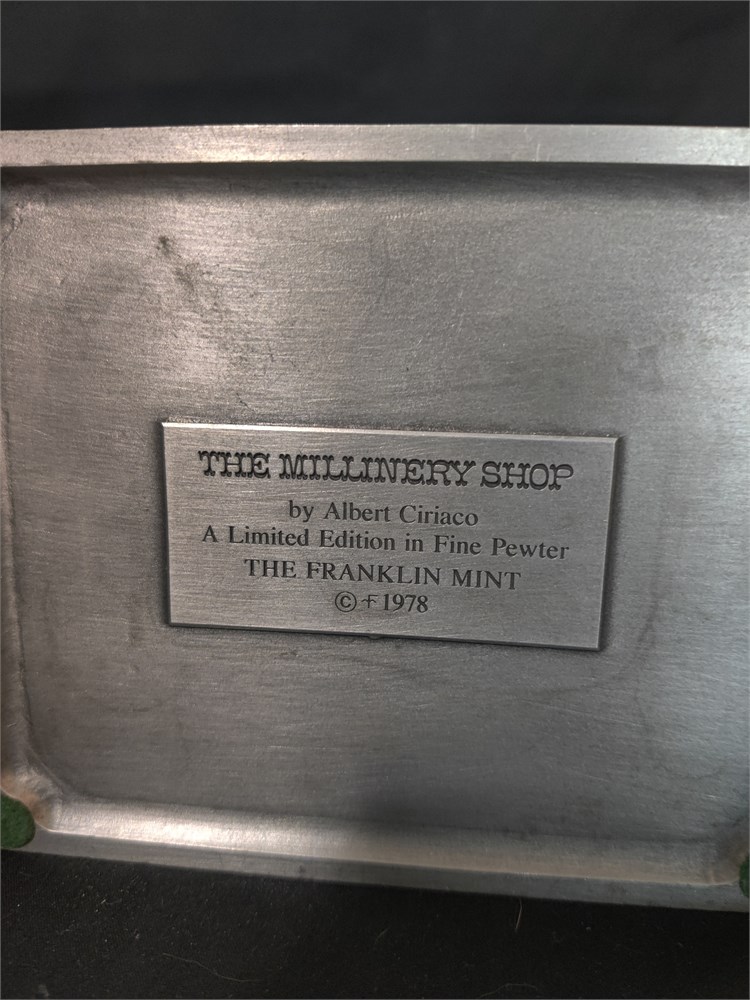 THE MILLINERY SHOP
by Albert Ciriaco
A Limited Edition in Fine Pewter
THE FRANKLIN MINT
© F 1978